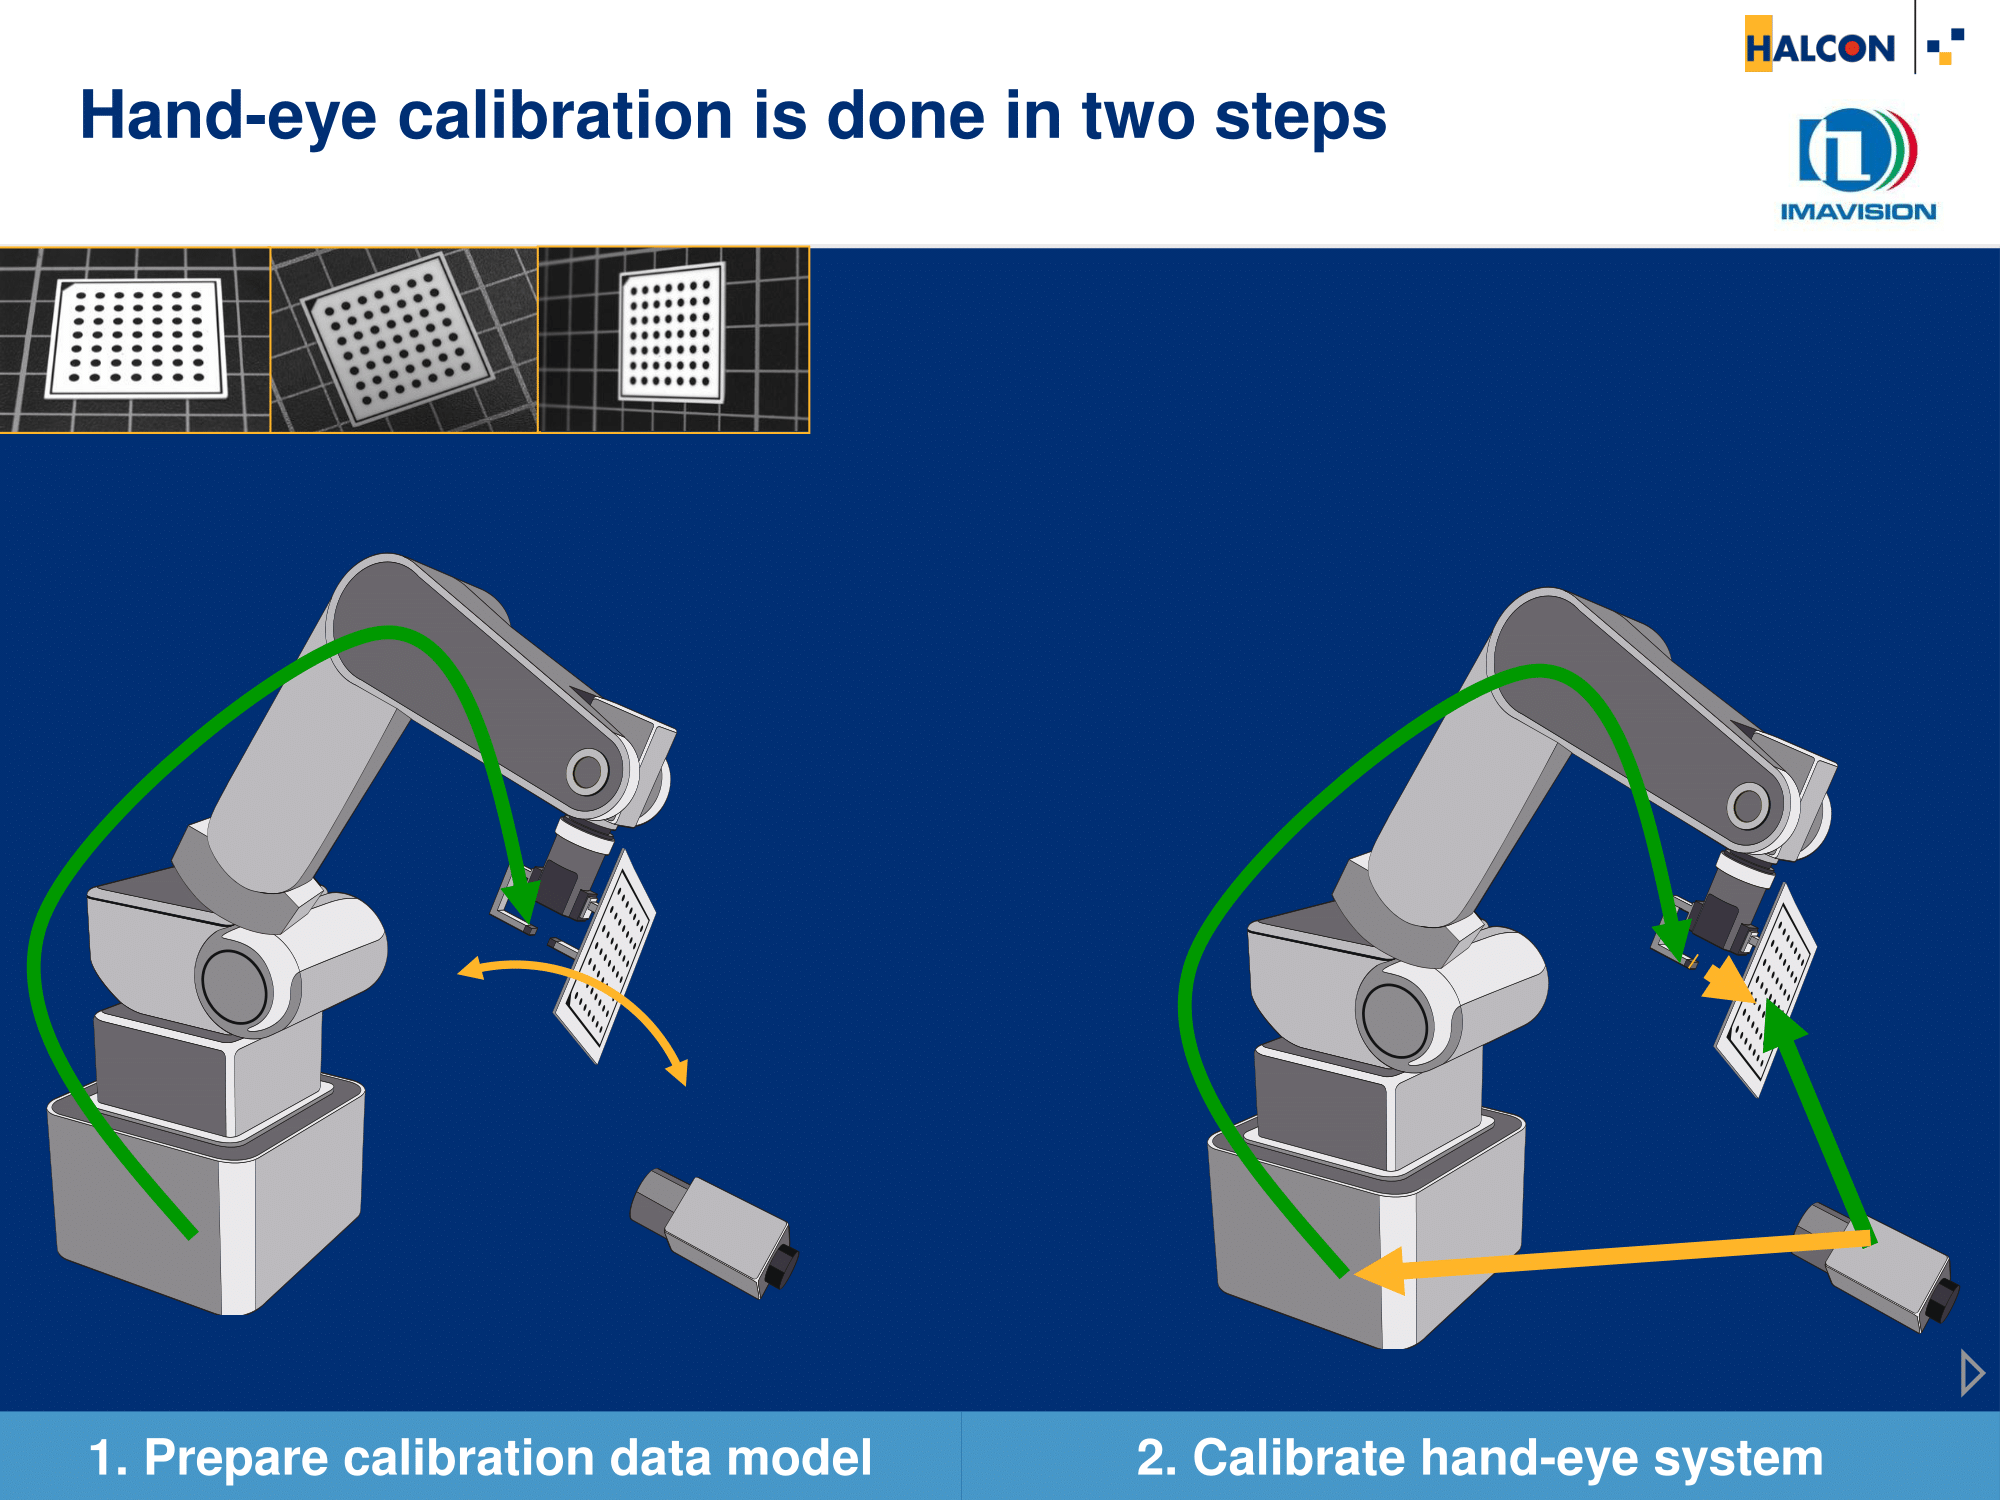 HALCON
Hand-eye calibration is done in two steps
IMAVISION
1. Prepare calibration data model
2. Calibrate hand-eye system